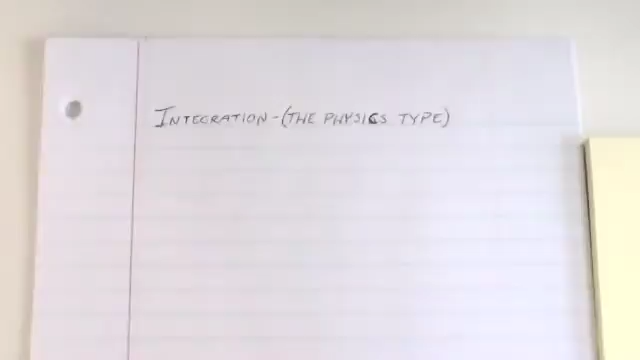 INTEGRATION - (THE PHYSICS TYPE)